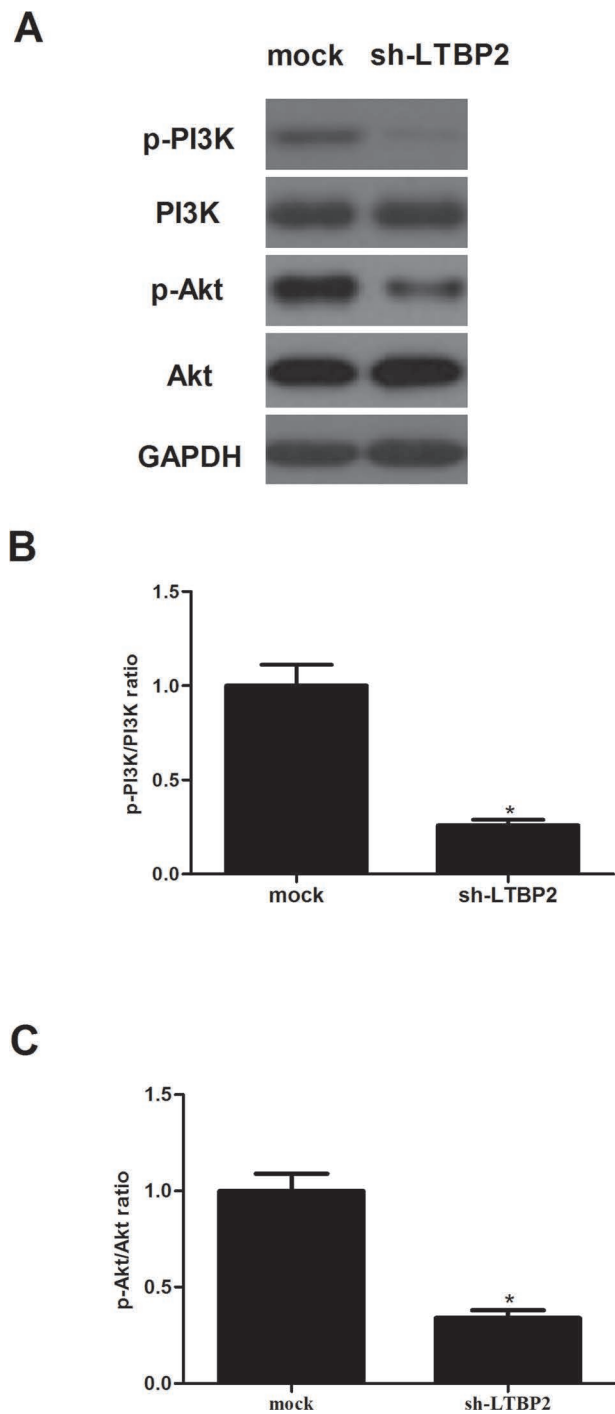 A
mock sh-LTBP2
p-PI3K
PI3K
p-Akt
Akt
GAPDH
B
p-PI3K/PI3K ratio
1.5
1.0
0.5
0.0
*
mock sh-LTBP2
C
p-Akt/Akt ratio
1.5
1.0
0.5
0.0
*
mock sh-LTBP2